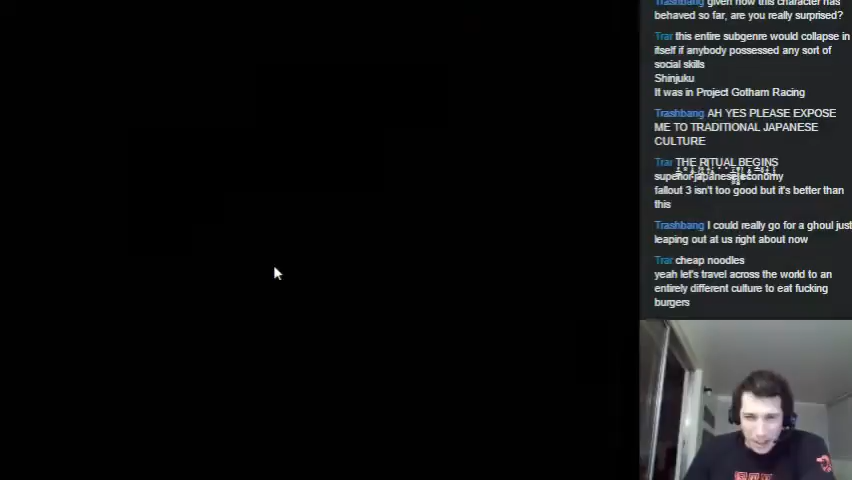 Trashbang given how this character has
behaved so far, are you really surprised?
Trar this entire subgenre would collapse in
itself if anybody possessed any sort of
social skills
Shinjuku
It was in Project Gotham Racing
Trashbang AH YES PLEASE EXPOSE
ME TO TRADITIONAL JAPANESE
CULTURE
Trar THE RITUAL BEGINS
superior japanese economy
fallout 3 isn't too good but it's better than
this
Trashbang I could really go for a ghoul just
leaping out at us right about now
Trar cheap noodles
yeah let's travel across the world to an
entirely different culture to eat fucking
burgers